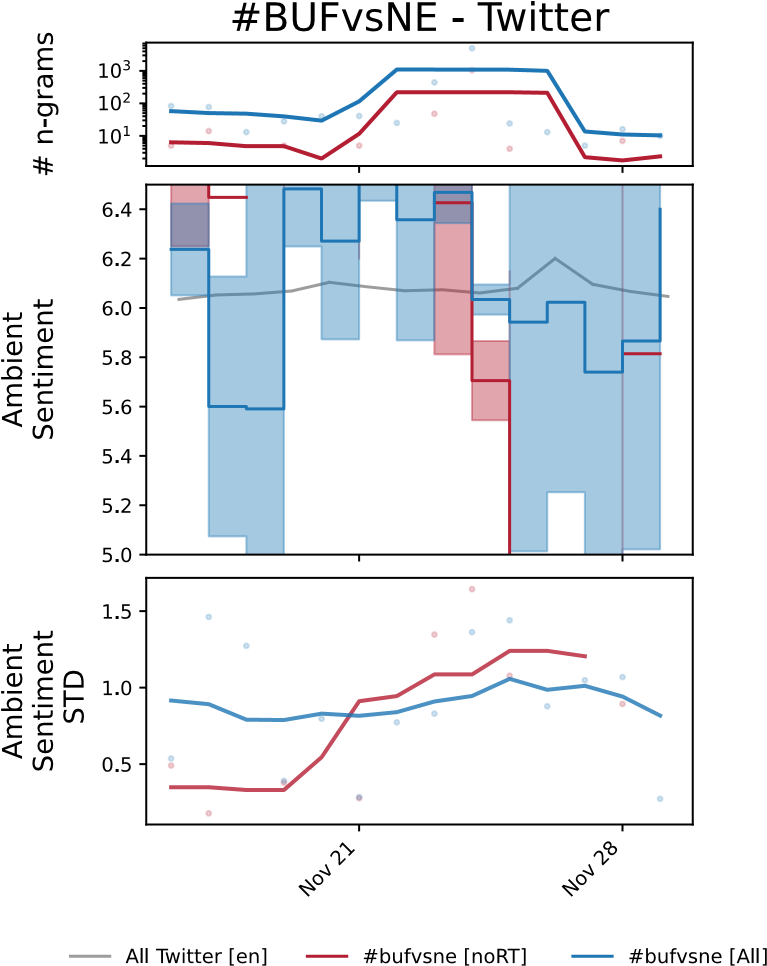 #BUFvsNE - Twitter
# n-grams
10³
10²
10¹
Ambient
Sentiment
6.4
6.2
6.0
5.8
5.6
5.4
5.2
5.0
Ambient
Sentiment
STD
1.5
1.0
0.5
Nov 21
Nov 28
All Twitter [en]
#bufvsne [noRT]
#bufvsne [All]